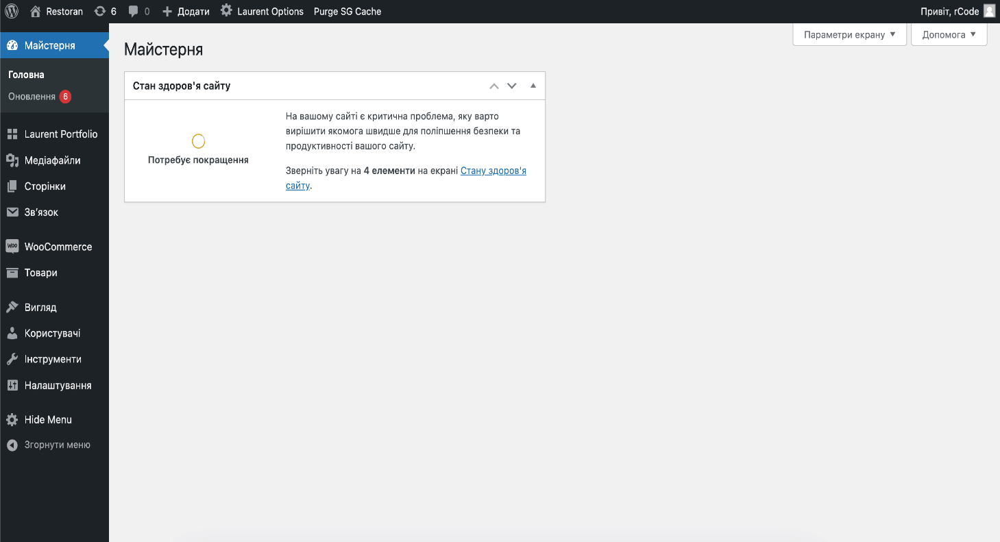 Restoran 6 0 Додати Laurent Options Purge SG Cache Привіт, rCode
Параметри екрану Допомога
Майстерня
Головна
Оновлення 6
Laurent Portfolio
Медіафайли
Сторінки
Зв'язок
WOO WooCommerce
Товари
Вигляд
Користувачі
Інструменти
Налаштування
Hide Menu
Згорнути меню
Майстерня
Стан здоров'я сайту
Потребує покращення
На вашому сайті є критична проблема, яку варто
вирішити якомога швидше для поліпшення безпеки та
продуктивності вашого сайту.
Зверніть увагу на 4 елементи на екрані Стану здоров'я
сайту.